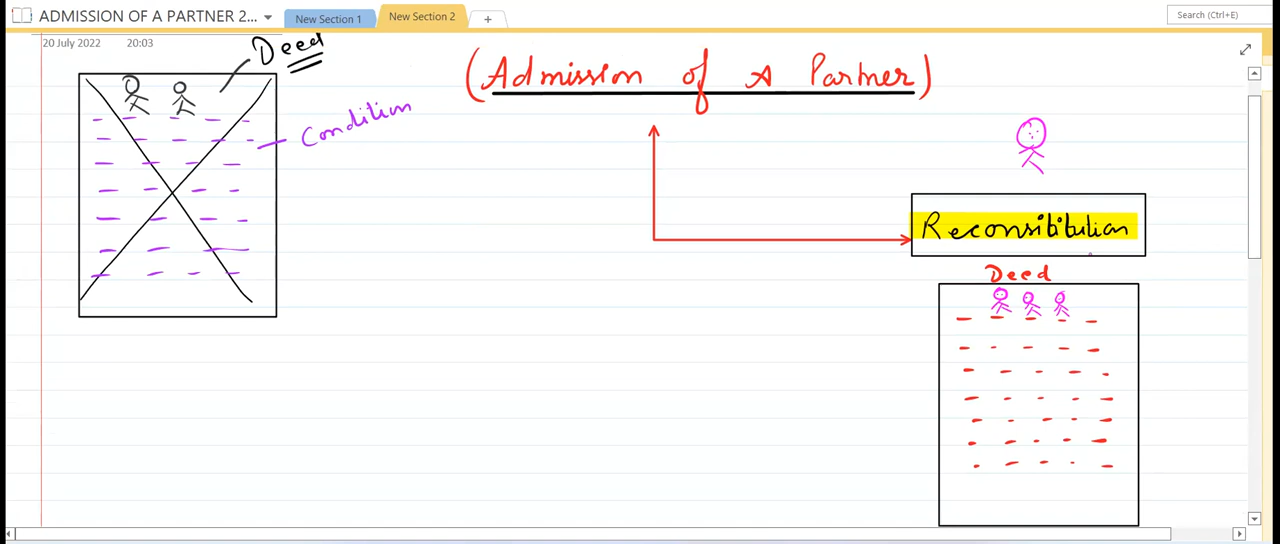 ADMISSION OF A PARTNER 2...
New Section 1
New Section 2
+
Search (Ctrl+E)
20 July 2022 20:03
Deed
(Admission of A Partner)
Condition
Reconsititution
Deed